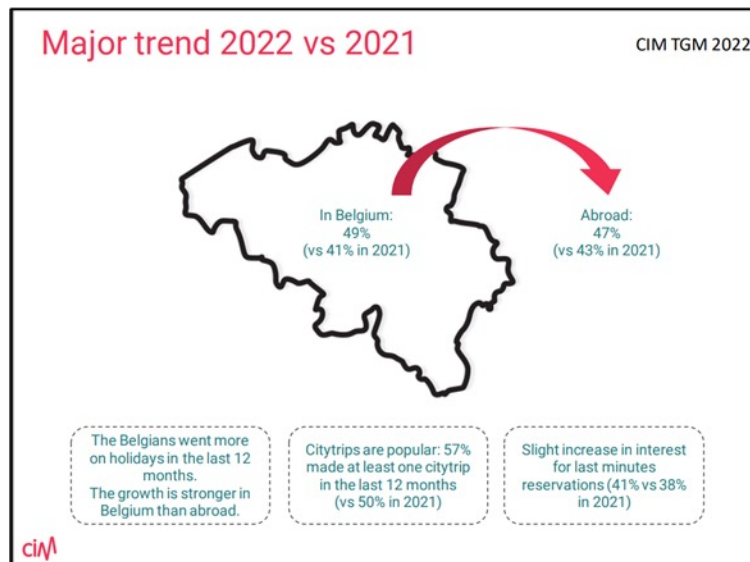 Major trend 2022 vs 2021
CIM TGM 2022
In Belgium:
49%
(vs 41% in 2021)
Abroad:
47%
(vs 43% in 2021)
The Belgians went more
on holidays in the last 12
months.
The growth is stronger in
Belgium than abroad.
Citytrips are popular: 57%
made at least one citytrip
in the last 12 months
(vs 50% in 2021)
Slight increase in interest
for last minutes
reservations (41% vs 38%
in 2021)
ciM